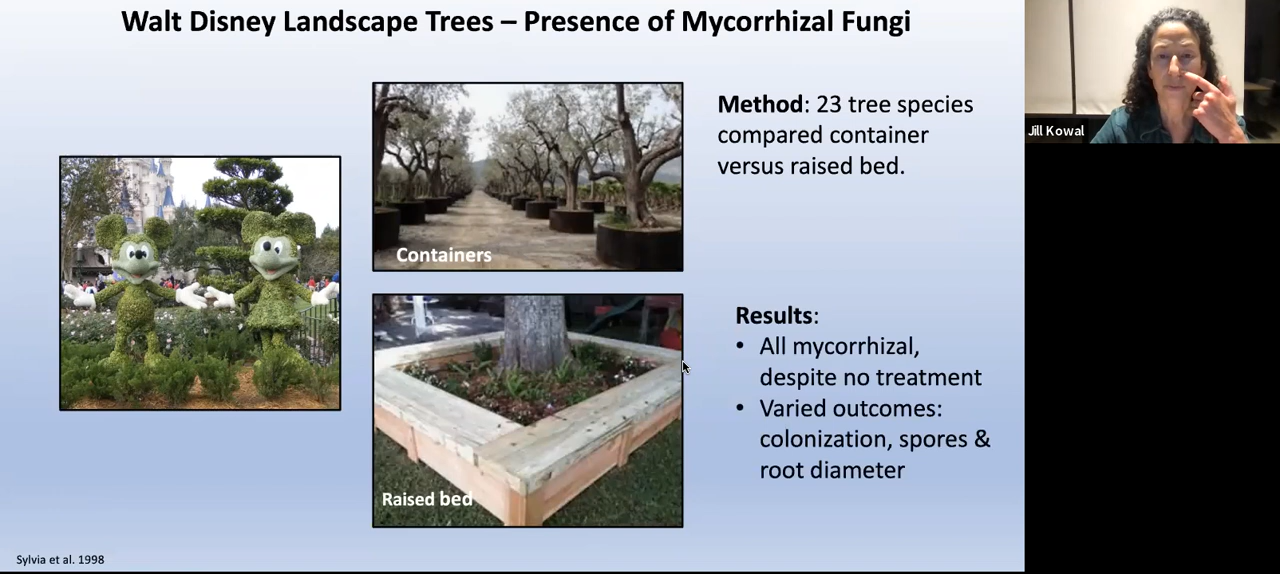 Walt Disney Landscape Trees – Presence of Mycorrhizal Fungi
Jill Kowal
Containers
Method: 23 tree species
compared container
versus raised bed.
Raised bed
Results:
• All mycorrhizal,
despite no treatment
• Varied outcomes:
colonization, spores &
root diameter
Sylvia et al. 1998